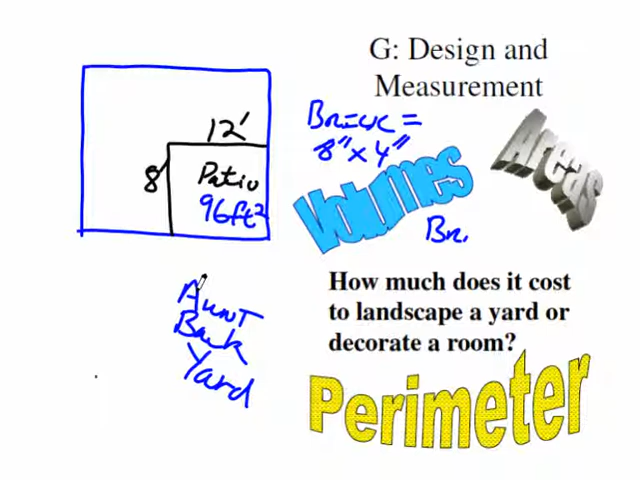 G: Design and
Measurement
Areas
Brick =
8" x 4"
Volumes
Br.
12'
8'
Patio
96ft²
Aunt
Back
Yard
How much does it cost
to landscape a yard or
decorate a room?
Perimeter